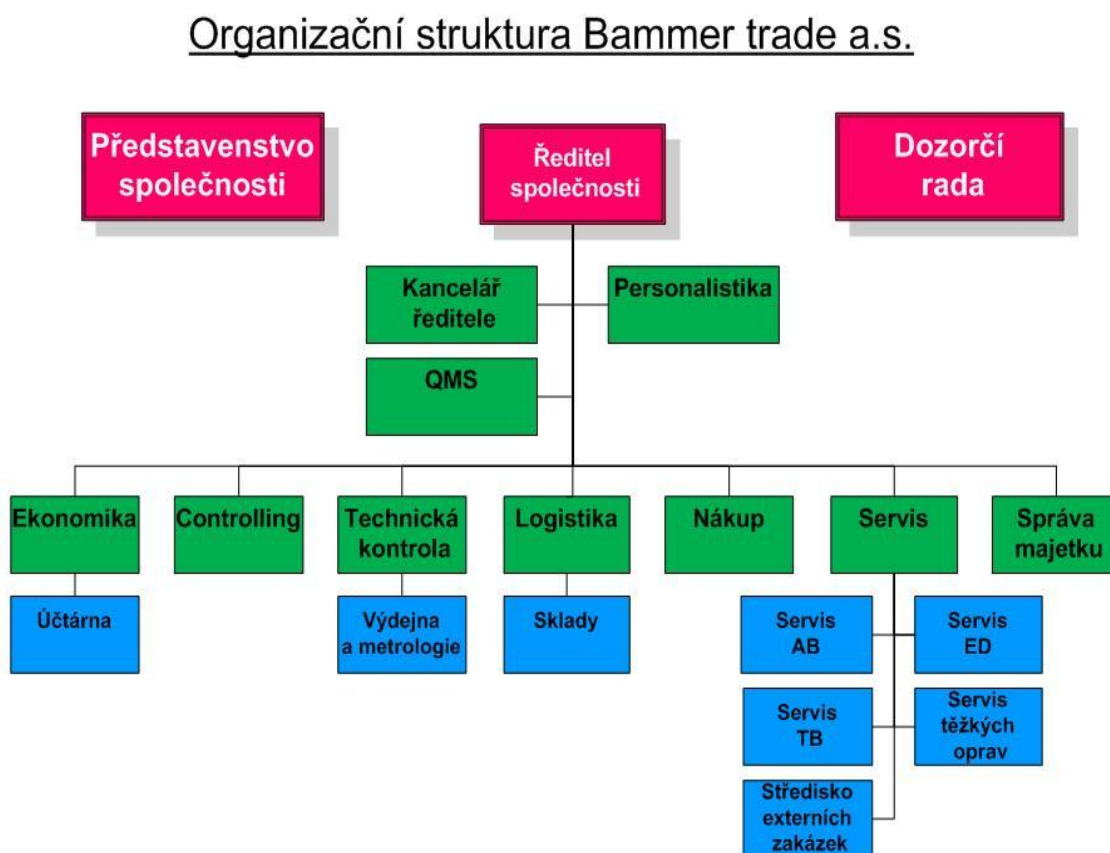 Organizační struktura Bammer trade a.s.
Představenstvo
společnosti
Ředitel
společnosti
Dozorčí
rada
Kancelář
ředitele
Personalistika
QMS
Ekonomika
Controlling
Technická
kontrola
Logistika
Nákup
Servis
Správa
majetku
Účtárna
Výdejna
a metrologie
Sklady
Servis
AB
Servis
ED
Servis
TB
Servis
těžkých
oprav
Středisko
externích
zakázek